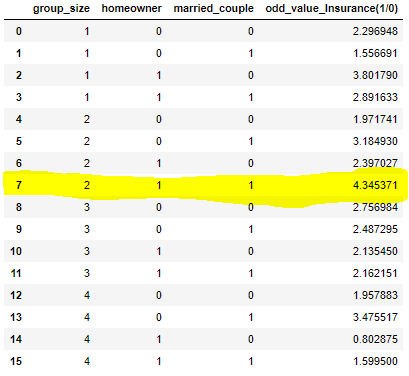 group_size homeowner married_couple odd_value_Insurance(1/0)
0 1 0 0 2.296948
1 1 0 1 1.556691
2 1 1 0 3.801790
3 1 1 1 2.891633
4 2 0 0 1.971741
5 2 0 1 3.184930
6 2 1 0 2.397027
7 2 1 1 4.345371
8 3 0 0 2.756984
9 3 0 1 2.487295
10 3 1 0 2.135450
11 3 1 1 2.162151
12 4 0 0 1.957883
13 4 0 1 3.475517
14 4 1 0 0.802875
15 4 1 1 1.599500